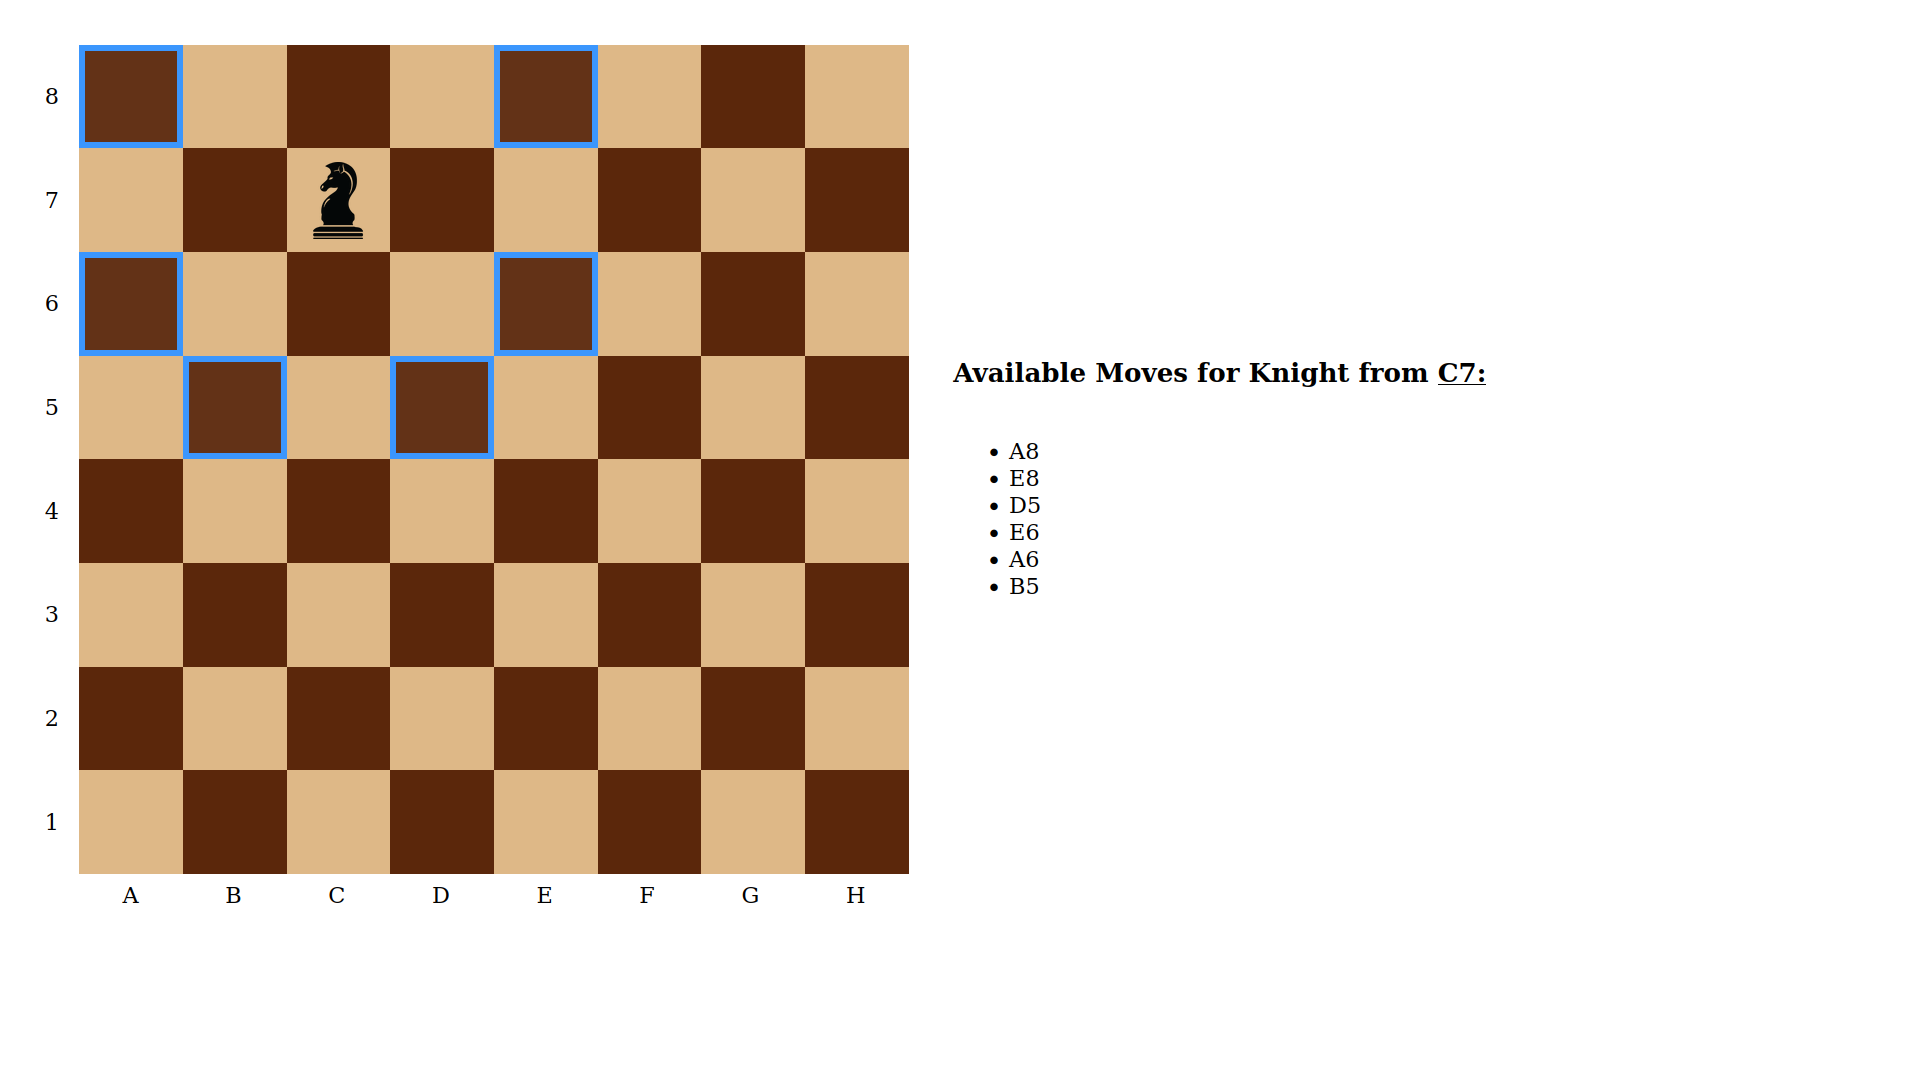 8
7
6
5
4
3
2
1
A B C D E F G H
Available Moves for Knight from C7:
• A8
• E8
• D5
• E6
• A6
• B5